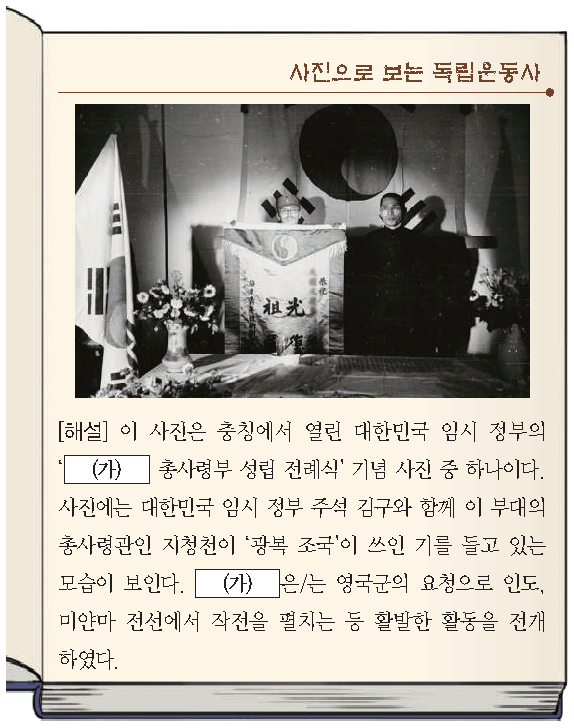 사진으로 보는 독립운동사
祖 光
[해설] 이 사진은 충칭에서 열린 대한민국 임시 정부의
‘ (가) 총사령부 성립 전례식’ 기념 사진 중 하나이다.
사진에는 대한민국 임시 정부 주석 김구와 함께 이 부대의
총사령관인 지청천이 ‘광복 조국’이 쓰인 기를 들고 있는
모습이 보인다. (가) 은/는 영국군의 요청으로 인도,
미얀마 전선에서 작전을 펼치는 등 활발한 활동을 전개
하였다.